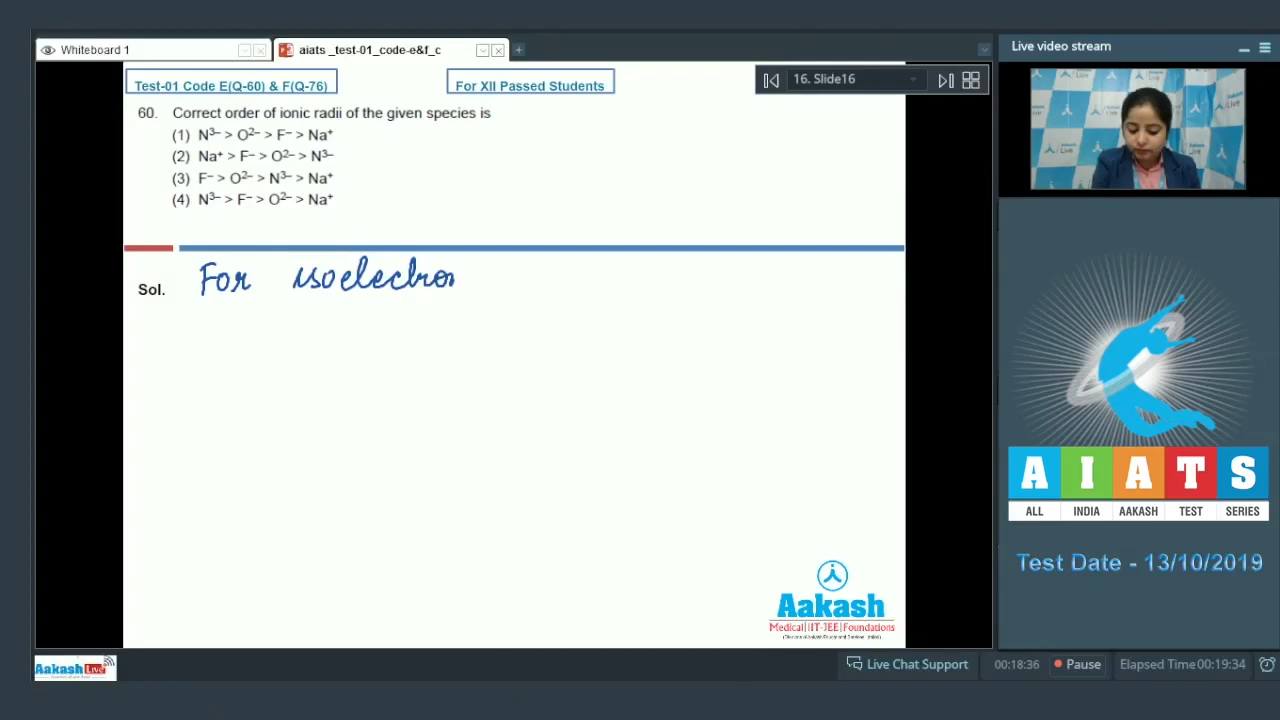 Whiteboard 1
aiats _test-01_code-e&f_c
Live video stream
Test-01 Code E(Q-60) & F(Q-76)
For XII Passed Students
16. Slide16
60. Correct order of ionic radii of the given species is
(1) N³⁻ > O²⁻ > F⁻ > Na⁺
(2) Na⁺ > F⁻ > O²⁻ > N³⁻
(3) F⁻ > O²⁻ > N³⁻ > Na⁺
(4) N³⁻ > F⁻ > O²⁻ > Na⁺
Sol. For isoelectron
A I A T S
ALL INDIA AAKASH TEST SERIES
Test Date - 13/10/2019
Aakash
Medical|IIT-JEE|Foundations
Aakash Live
Live Chat Support
00:18:36
Pause
Elapsed Time 00:19:34